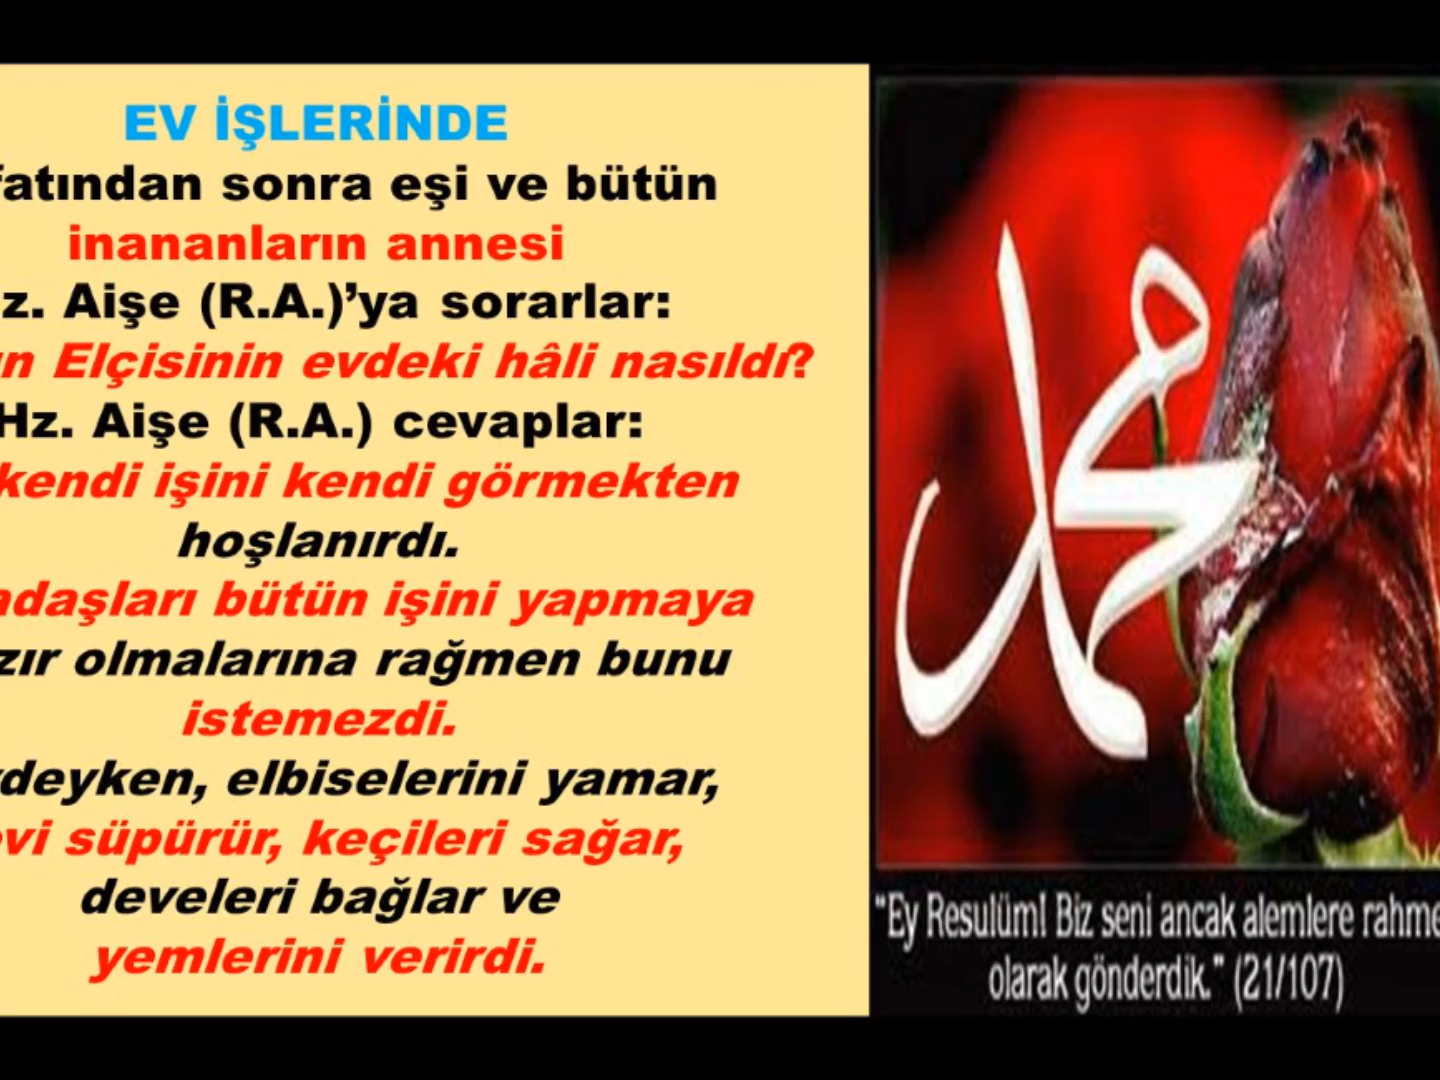 EV İŞLERİNDE
fatından sonra eşi ve bütün
inananların annesi
z. Aişe (R.A.)’ya sorarlar:
n Elçisinin evdeki hâli nasıldı?
Hz. Aişe (R.A.) cevaplar:
kendi işini kendi görmekten
hoşlanırdı.
adaşları bütün işini yapmaya
zır olmalarına rağmen bunu
istemezdi.
vdeyken, elbiselerini yamar,
evi süpürür, keçileri sağar,
develeri bağlar ve
yemlerini verirdi.
محمد
“Ey Resulüm! Biz seni ancak alemlere rahme
olarak gönderdik.” (21/107)